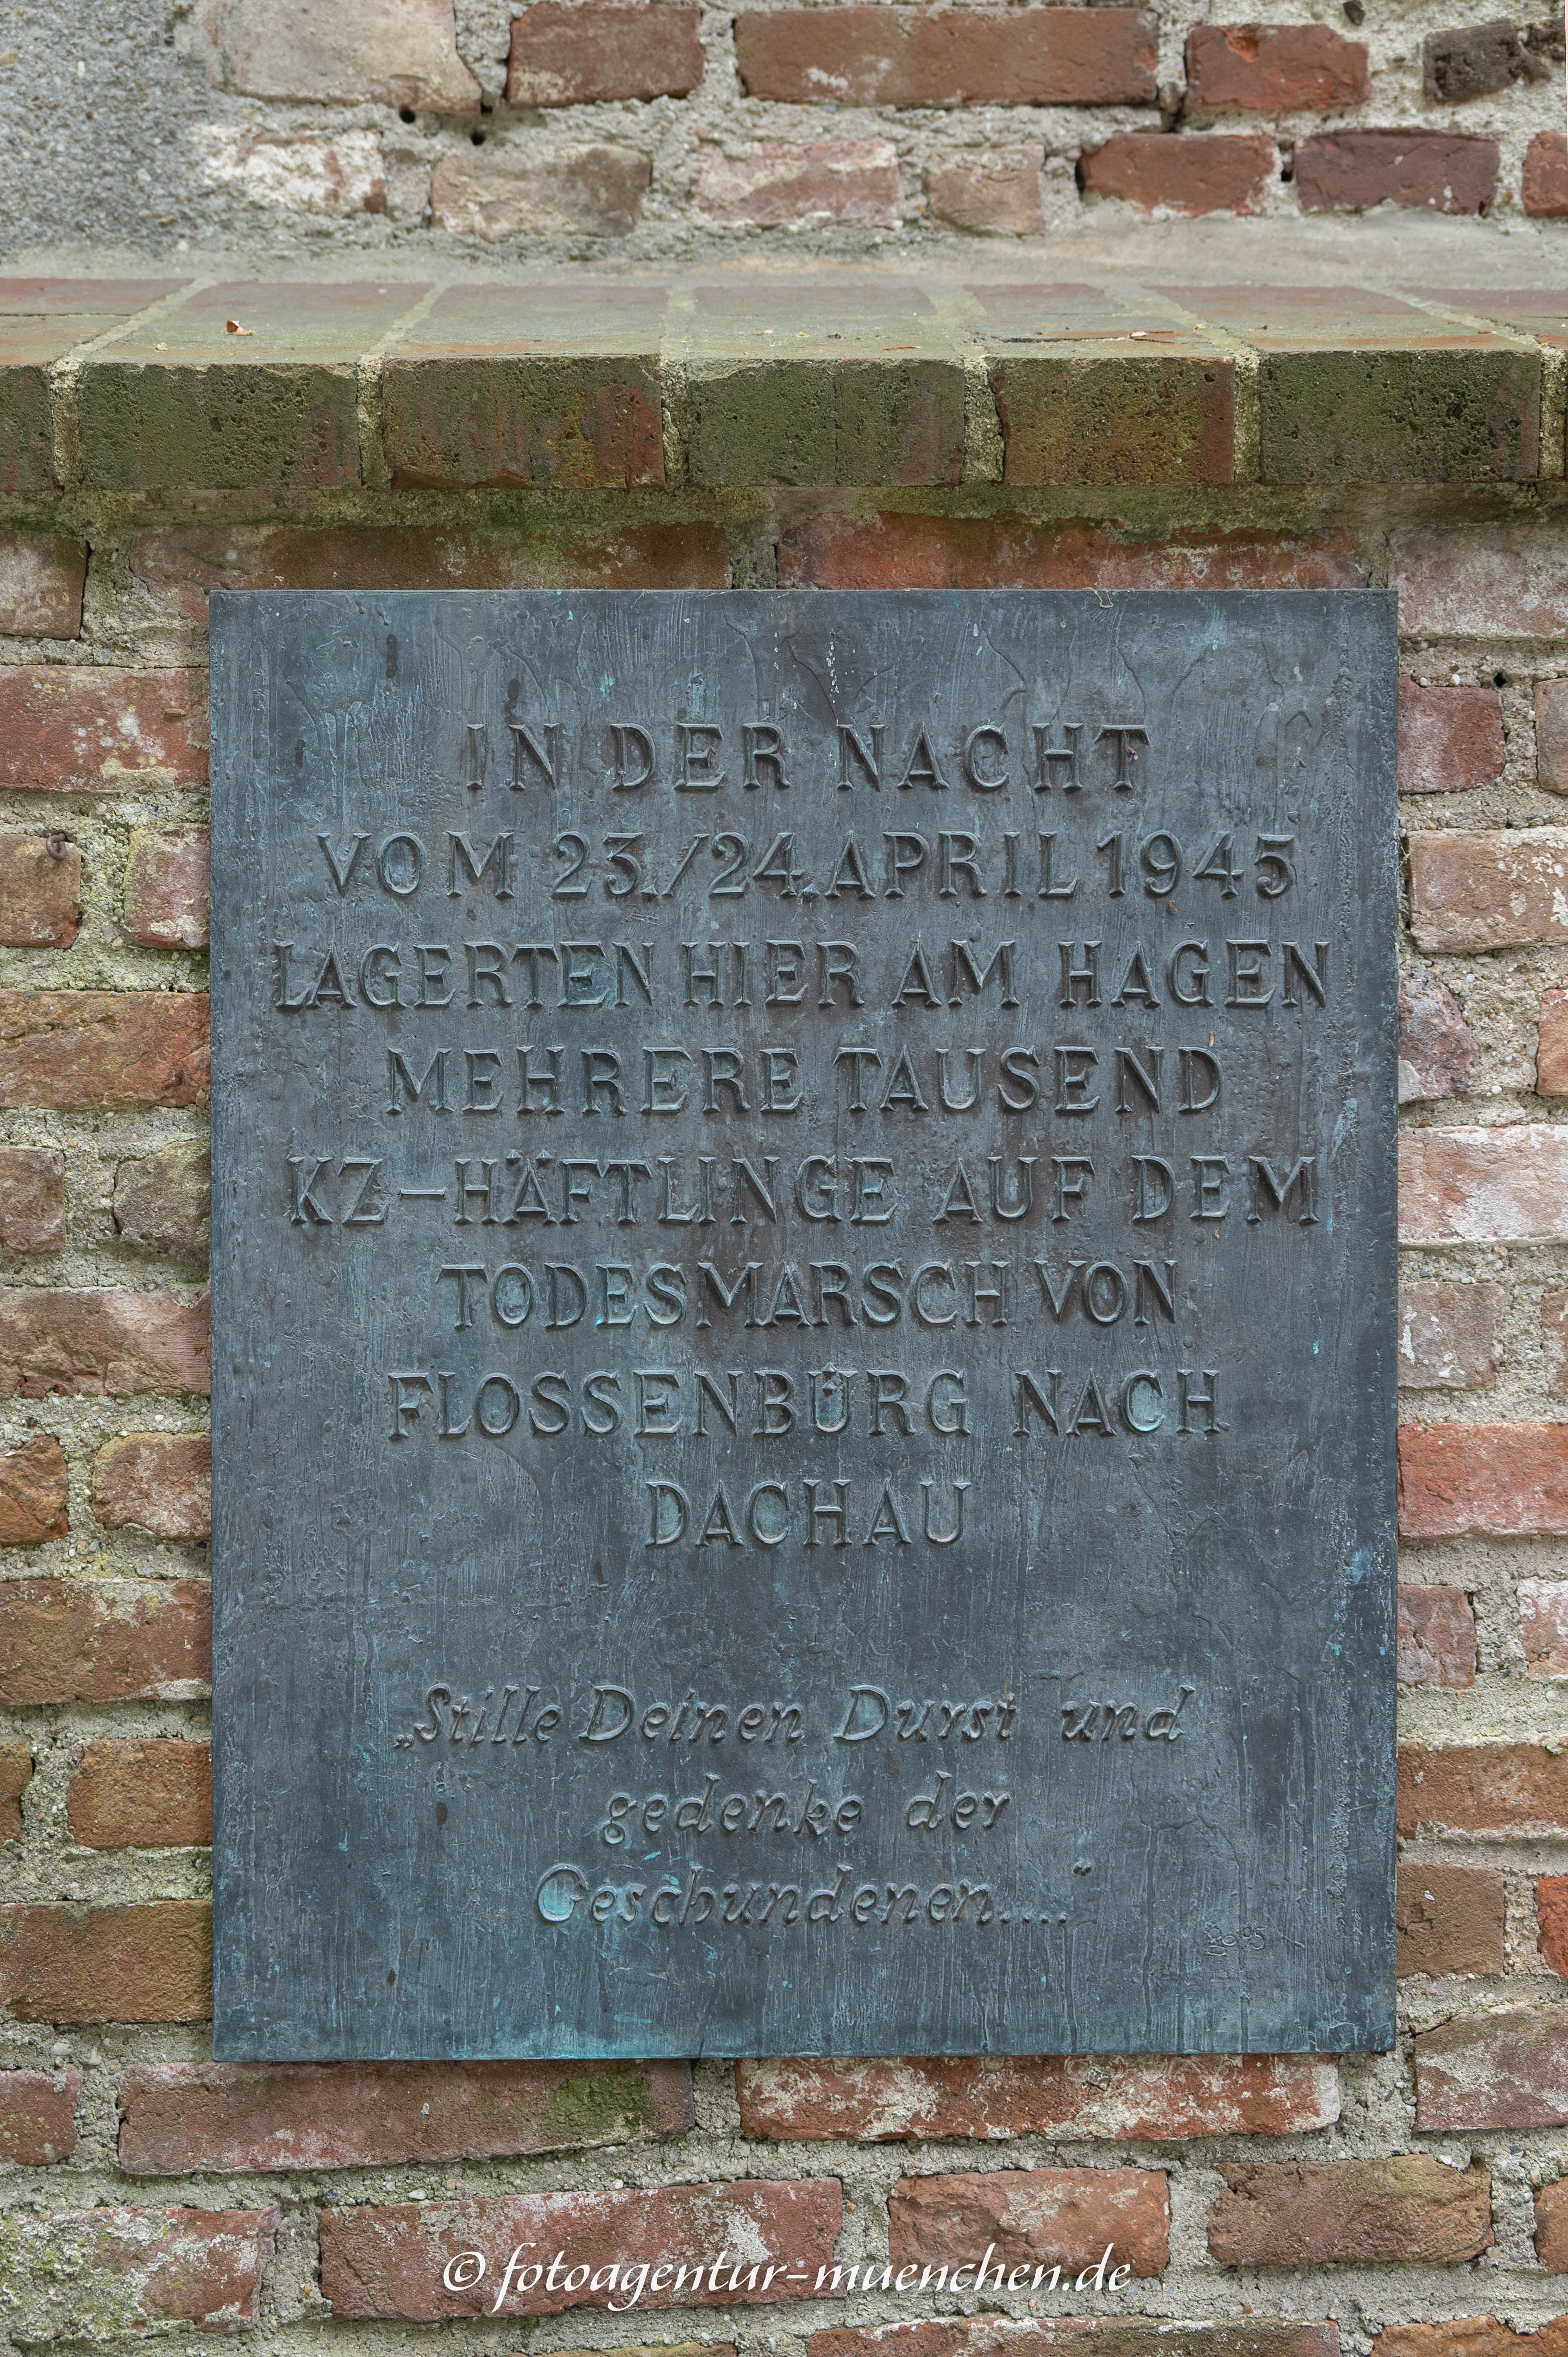 IN DER NACHT
VOM 23./24. APRIL 1945
LAGERTEN HIER AM HAGEN
MEHRERE TAUSEND
KZ-HÄFTLINGE AUF DEM
TODESMARSCH VON
FLOSSENBÜRG NACH
DACHAU
„Stille Deinen Durst und
gedenke der
Geschundenen....."
© fotoagentur-muenchen.de